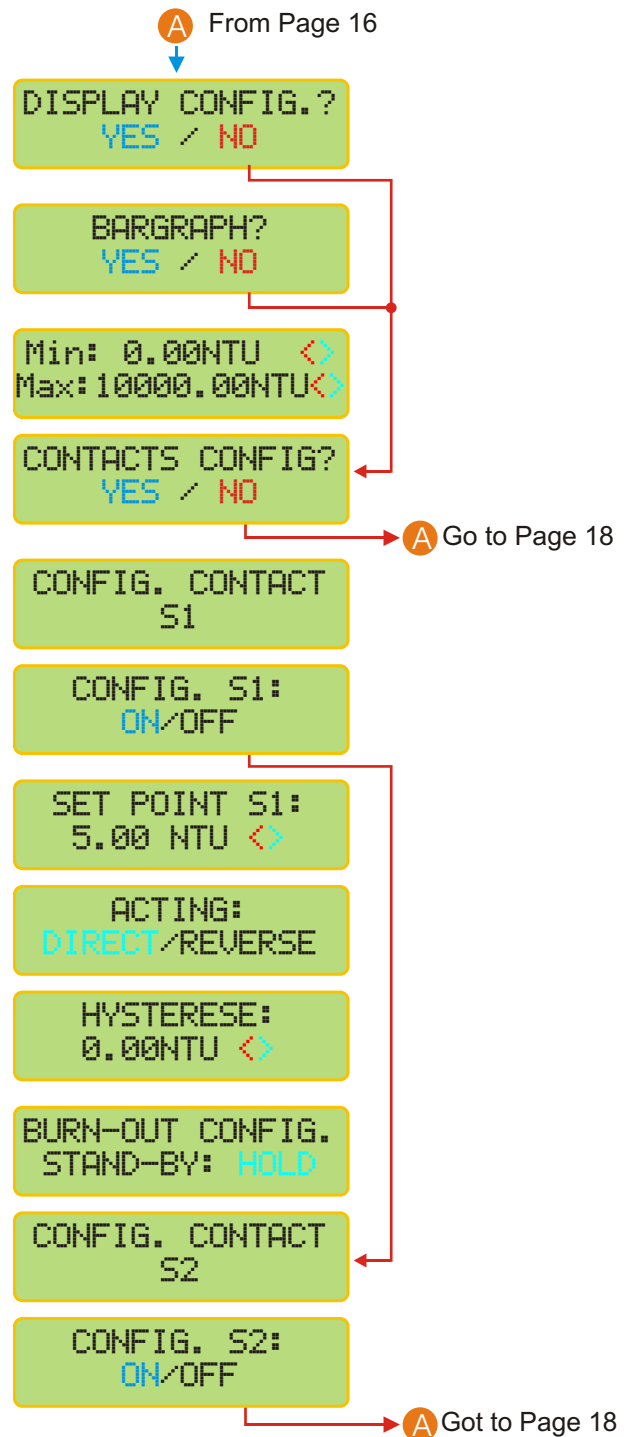 A From Page 16
DISPLAY CONFIG.?
YES / NO
BARGRAPH?
YES / NO
Min: 0.00NTU <>
Max:10000.00NTU<>
CONTACTS CONFIG?
YES / NO
A Go to Page 18
CONFIG. CONTACT
S1
CONFIG. S1:
ON/OFF
SET POINT S1:
5.00 NTU <>
ACTING:
DIRECT/REVERSE
HYSTERESE:
0.00NTU <>
BURN-OUT CONFIG.
STAND-BY: HOLD
CONFIG. CONTACT
S2
CONFIG. S2:
ON/OFF
A Got to Page 18